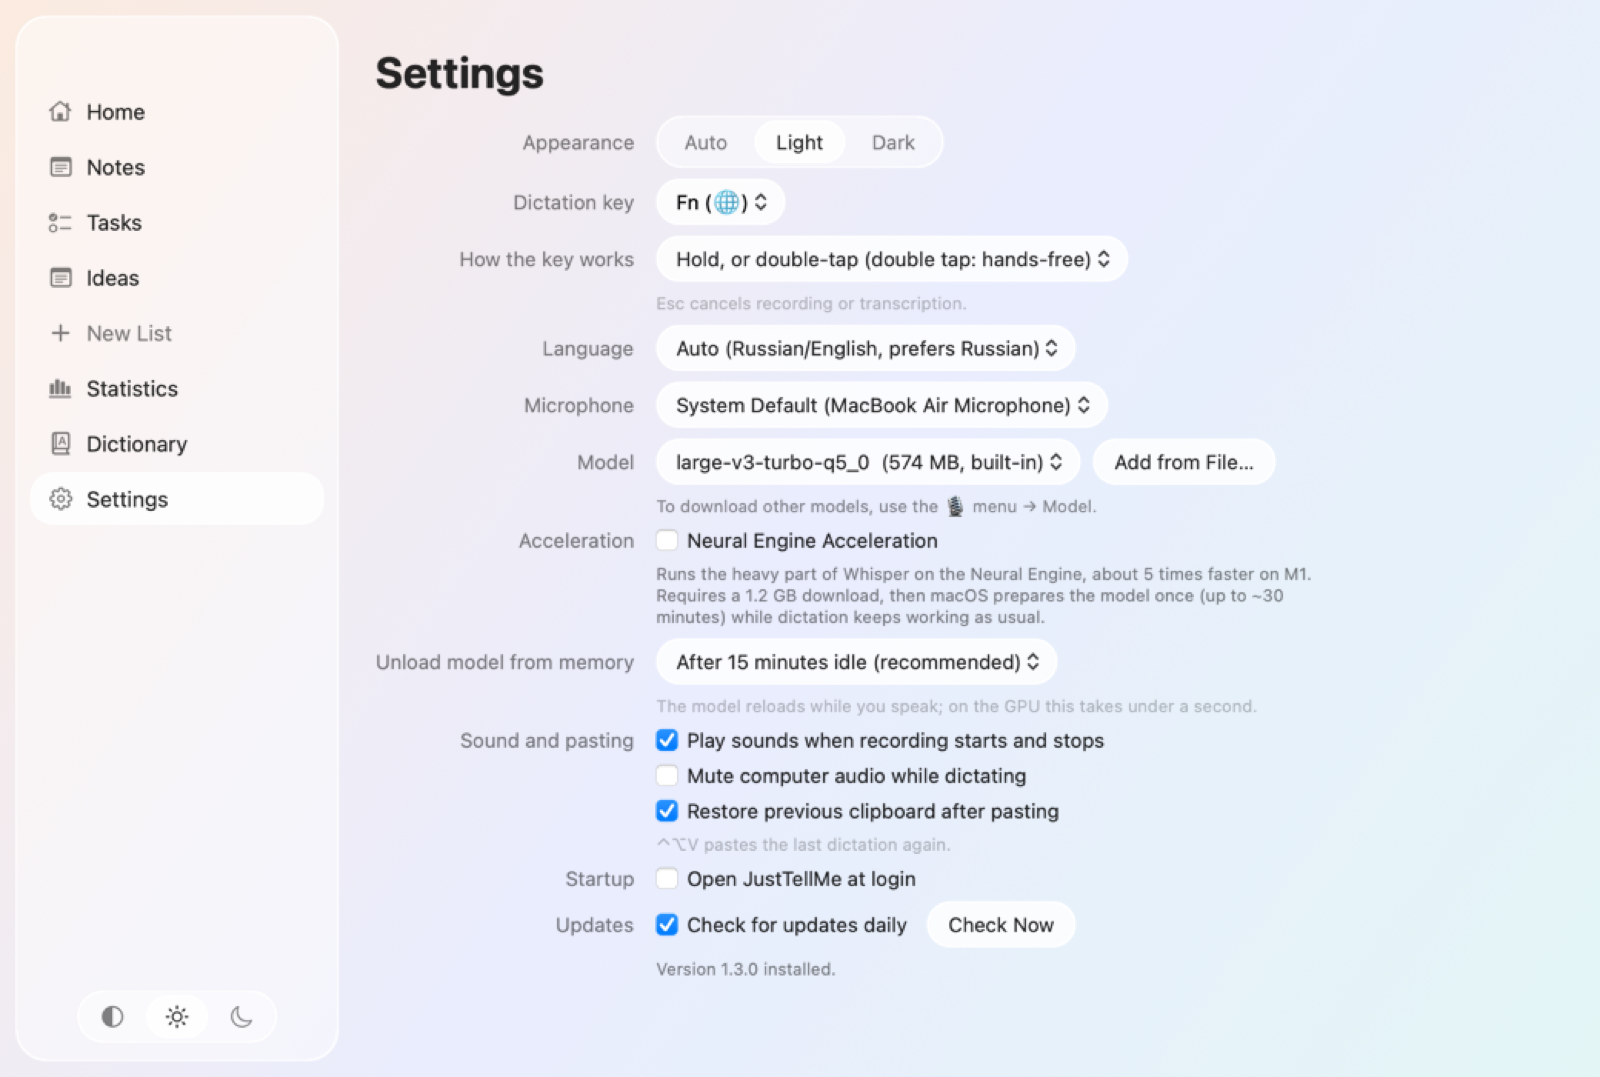 Home
Notes
Tasks
Ideas
New List
Statistics
Dictionary
Settings
Settings
Appearance Auto Light Dark
Dictation key Fn (🌐)
How the key works Hold, or double-tap (double tap: hands-free)
Esc cancels recording or transcription.
Language Auto (Russian/English, prefers Russian)
Microphone System Default (MacBook Air Microphone)
Model large-v3-turbo-q5_0 (574 MB, built-in) Add from File...
To download other models, use the 🎙 menu → Model.
Acceleration Neural Engine Acceleration
Runs the heavy part of Whisper on the Neural Engine, about 5 times faster on M1.
Requires a 1.2 GB download, then macOS prepares the model once (up to ~30
minutes) while dictation keeps working as usual.
Unload model from memory After 15 minutes idle (recommended)
The model reloads while you speak; on the GPU this takes under a second.
Sound and pasting Play sounds when recording starts and stops
Mute computer audio while dictating
Restore previous clipboard after pasting
^⌥V pastes the last dictation again.
Startup Open JustTellMe at login
Updates Check for updates daily Check Now
Version 1.3.0 installed.